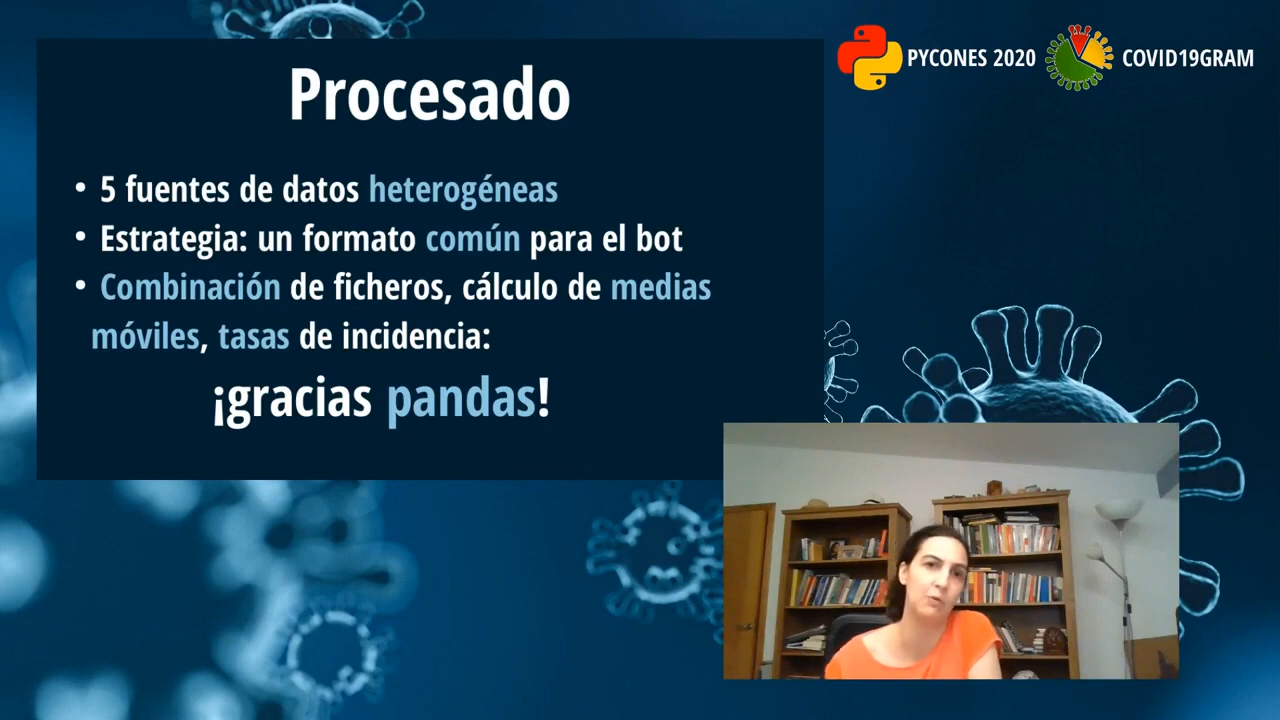 PYCONES 2020
COVID19GRAM
Procesado
• 5 fuentes de datos heterogéneas
• Estrategia: un formato común para el bot
• Combinación de ficheros, cálculo de medias
móviles, tasas de incidencia:
¡gracias pandas!